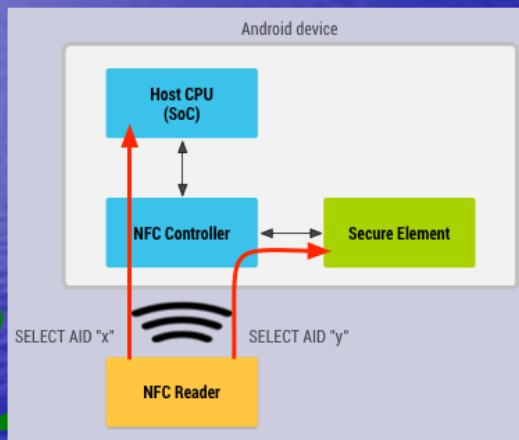 Android device
Host CPU
(SoC)
NFC Controller
Secure Element
SELECT AID "x"
SELECT AID "y"
NFC Reader